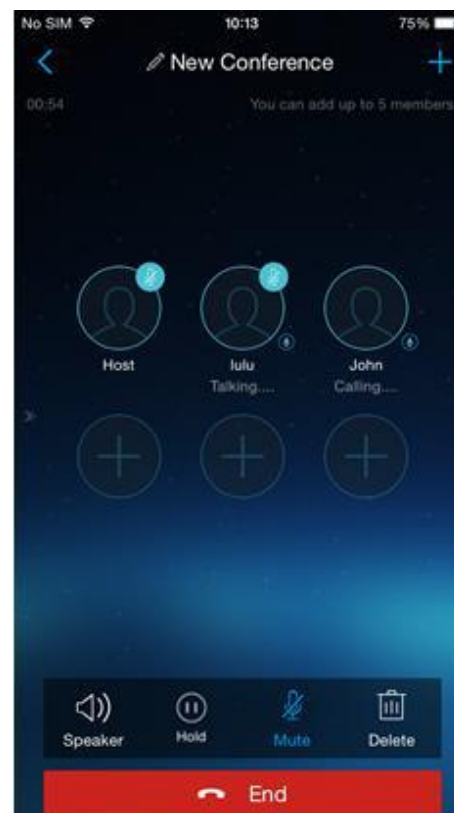 No SIM 10:13 75%
New Conference
00:54 You can add up to 5 members
Host lulu John
Talking.... Calling....
Speaker Hold Mute Delete
End